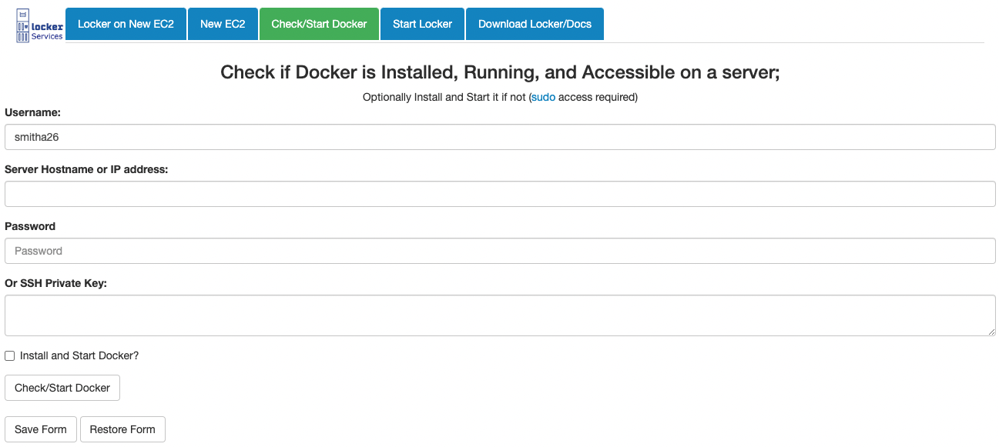 locker
Services
Locker on New EC2
New EC2
Check/Start Docker
Start Locker
Download Locker/Docs
Check if Docker is Installed, Running, and Accessible on a server;
Optionally Install and Start it if not (sudo access required)
Username:
smitha26
Server Hostname or IP address:
Password
Password
Or SSH Private Key:
Install and Start Docker?
Check/Start Docker
Save Form
Restore Form